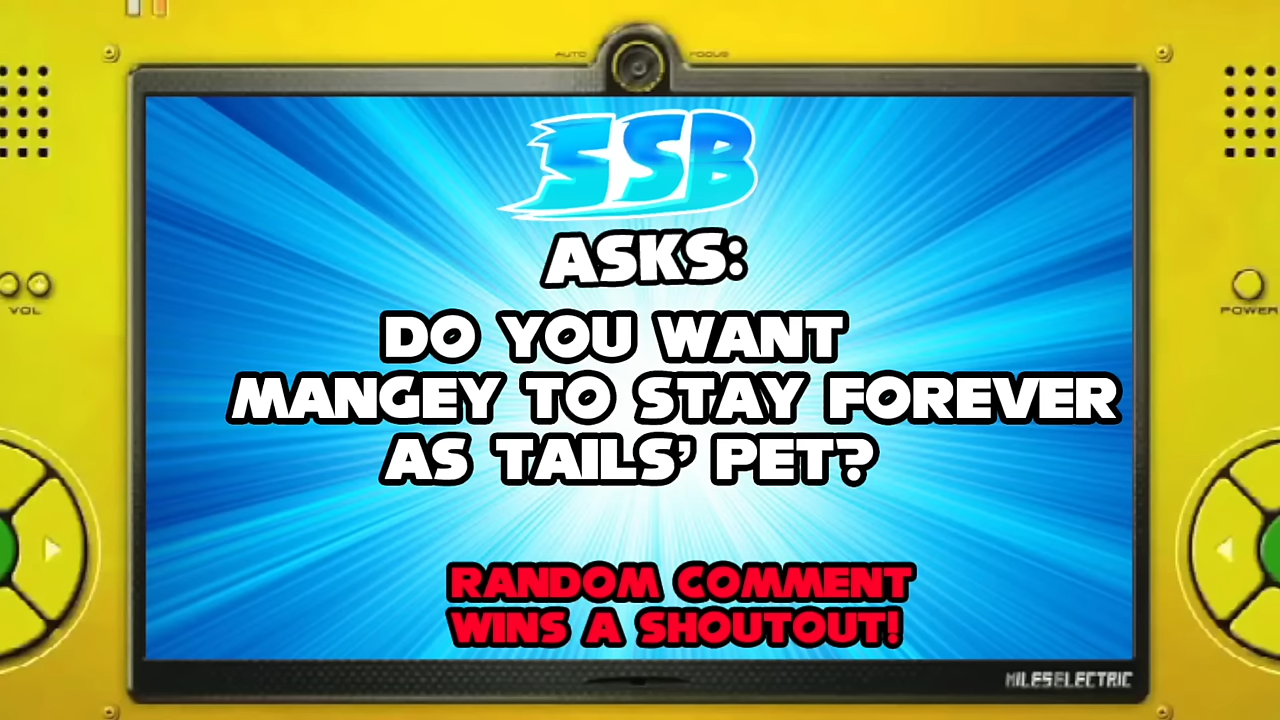 AUTO FOCUS
SSB
ASKS:
DO YOU WANT
MANGEY TO STAY FOREVER
AS TAILS' PET?
VOL
POWER
RANDOM COMMENT
WINS A SHOUTOUT!
MILESELECTRIC